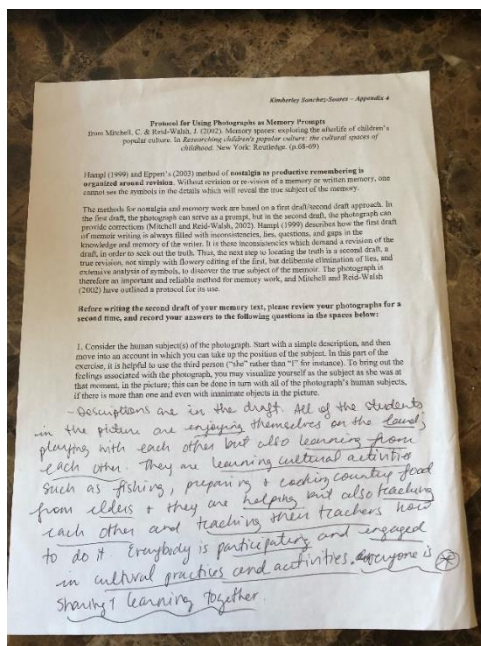 Kimberley Sanchez-Soares – Appendix 4
Protocol for Using Photographs as Memory Prompts
from Mitchell, C. & Reid-Walsh, J. (2002). Memory spaces: exploring the afterlife of children's
popular culture. In Researching children's popular culture: the cultural spaces of
childhood. New York: Routledge. (p.68-69)
Hampl (1999) and Eppert's (2003) method of nostalgia as productive remembering is
organized around revision. Without revision or re-vision of a memory or written memory, one
cannot see the symbols in the details which will reveal the true subject of the memory.
The methods for nostalgia and memory work are based on a first draft/second draft approach. In
the first draft, the photograph can serve as a prompt, but in the second draft, the photograph can
provide corrections (Mitchell and Reid-Walsh, 2002). Hampl (1999) describes how the first draft
of memoir writing is always filled with inconsistencies, lies, questions, and gaps in the
knowledge and memory of the writer. It is these inconsistencies which demand a revision of the
draft, in order to seek out the truth. Thus, the next step to locating the truth is a second draft, a
true revision, not simply with flowery editing of the first, but deliberate elimination of lies, and
extensive analysis of symbols, to discover the true subject of the memoir. The photograph is
therefore an important and reliable method for memory work, and Mitchell and Reid-Walsh
(2002) have outlined a protocol for its use.
Before writing the second draft of your memory text, please review your photographs for a
second time, and record your answers to the following questions in the spaces below:
1. Consider the human subject(s) of the photograph. Start with a simple description, and then
move into an account in which you can take up the position of the subject. In this part of the
exercise, it is helpful to use the third person ("she" rather than "I" for instance). To bring out the
feelings associated with the photograph, you may visualize yourself as the subject as she was at
that moment, in the picture; this can be done in turn with all of the photograph's human subjects,
if there is more than one and even with inanimate objects in the picture.
- Descriptions are in the draft. All of the students
in the picture are enjoying themselves on the land,
playing with each other but also learning from
each other. They are learning cultural activities
such as fishing, preparing + cooking country food
from elders + they are helping but also teaching
each other and teaching their teachers how
to do it. Everybody is participating and engaged
in cultural practices and activities. Everyone is
sharing + learning together.